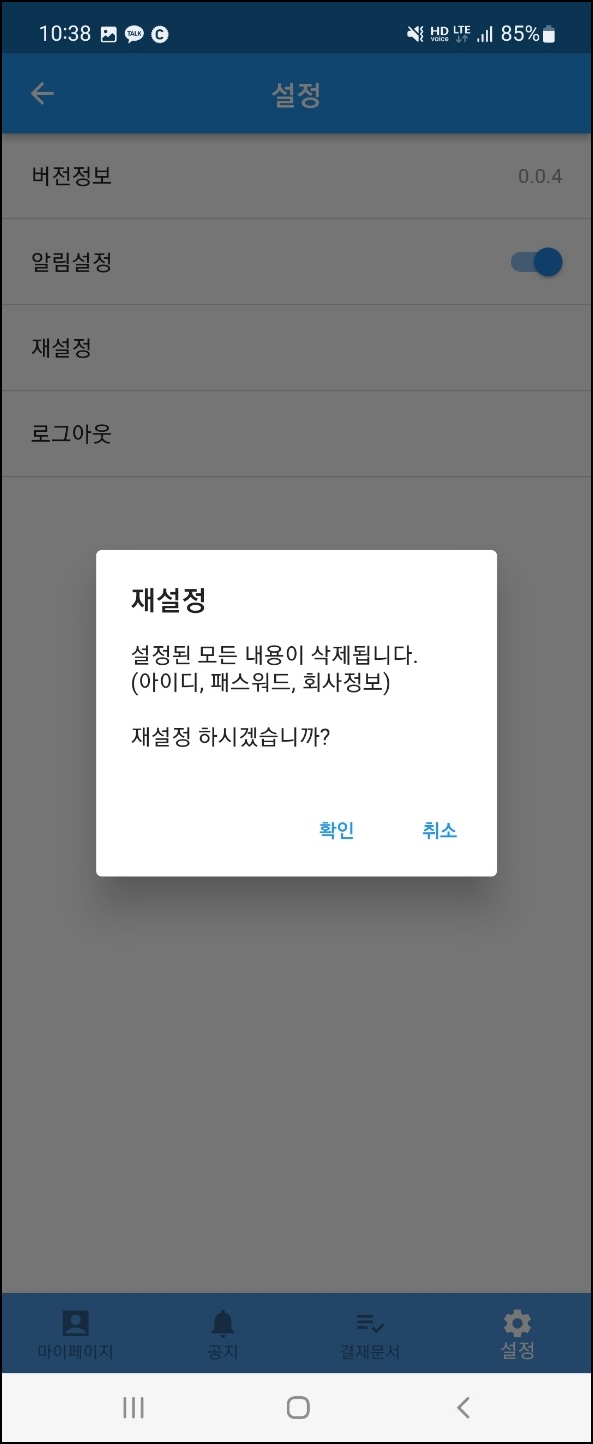 10:38 TALK C HD voice LTE 85%
설정
버전정보 0.0.4
알림설정
재설정
로그아웃
재설정
설정된 모든 내용이 삭제됩니다.
(아이디, 패스워드, 회사정보)
재설정 하시겠습니까?
확인 취소
마이페이지 공지 결재문서 설정